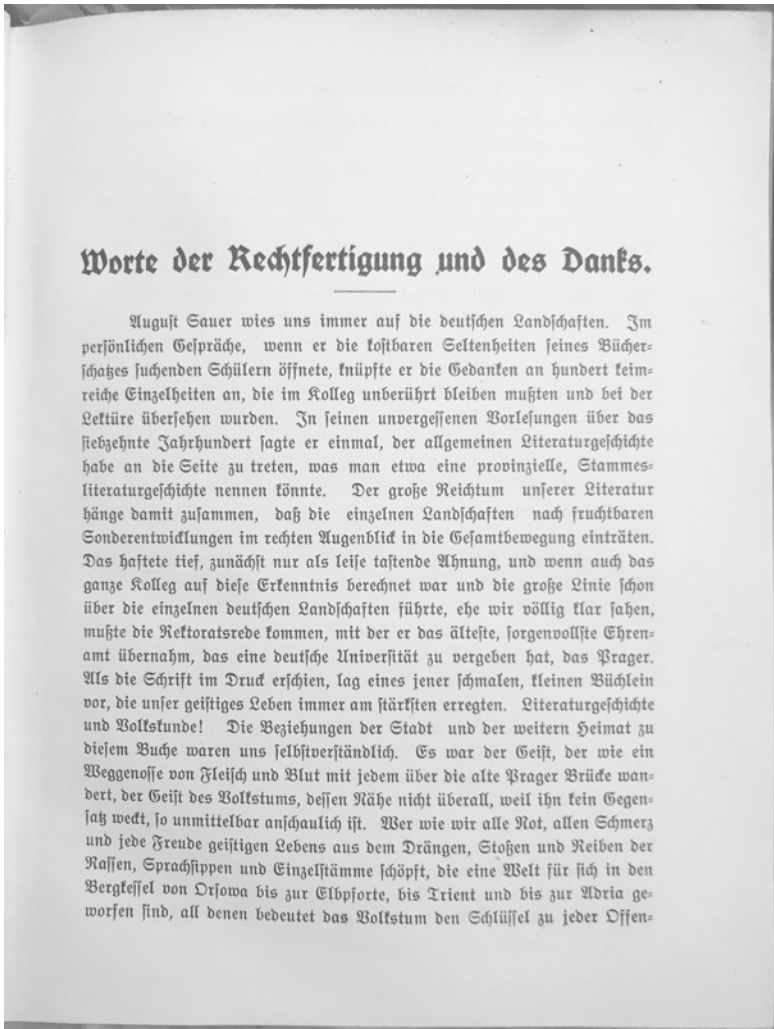 Worte der Rechtfertigung und des Danks.
August Sauer wies uns immer auf die deutschen Landschaften. Im
persönlichen Gespräche, wenn er die kostbaren Seltenheiten seines Bücher-
schatzes suchenden Schülern öffnete, knüpfte er die Gedanken an hundert keim-
reiche Einzelheiten an, die im Kolleg unberührt bleiben mußten und bei der
Lektüre übersehen wurden. In seinen unvergessenen Vorlesungen über das
siebzehnte Jahrhundert sagte er einmal, der allgemeinen Literaturgeschichte
habe an die Seite zu treten, was man etwa eine provinzielle, Stammes-
literaturgeschichte nennen könnte. Der große Reichtum unserer Literatur
hänge damit zusammen, daß die einzelnen Landschaften nach fruchtbaren
Sonderentwicklungen im rechten Augenblick in die Gesamtbewegung einträten.
Das haftete tief, zunächst nur als leise tastende Ahnung, und wenn auch das
ganze Kolleg auf diese Erkenntnis berechnet war und die große Linie schon
über die einzelnen deutschen Landschaften führte, ehe wir völlig klar sahen,
mußte die Rektoratsrede kommen, mit der er das älteste, sorgenvollste Ehren-
amt übernahm, das eine deutsche Universität zu vergeben hat, das Prager.
Als die Schrift im Druck erschien, lag eines jener schmalen, kleinen Büchlein
vor, die unser geistiges Leben immer am stärksten erregten. Literaturgeschichte
und Volkskunde! Die Beziehungen der Stadt und der weitern Heimat zu
diesem Buche waren uns selbstverständlich. Es war der Geist, der wie ein
Weggenosse von Fleisch und Blut mit jedem über die alte Prager Brücke wan-
dert, der Geist des Volkstums, dessen Nähe nicht überall, weil ihn kein Gegen-
satz weckt, so unmittelbar anschaulich ist. Wer wie wir alle Not, allen Schmerz
und jede Freude geistigen Lebens aus dem Drängen, Stoßen und Reiben der
Rassen, Sprachsippen und Einzelstämme schöpft, die eine Welt für sich in den
Bergkessel von Orsowa bis zur Elbpforte, bis Trient und bis zur Adria ge-
worfen sind, all denen bedeutet das Volkstum den Schlüssel zu jeder Offen-